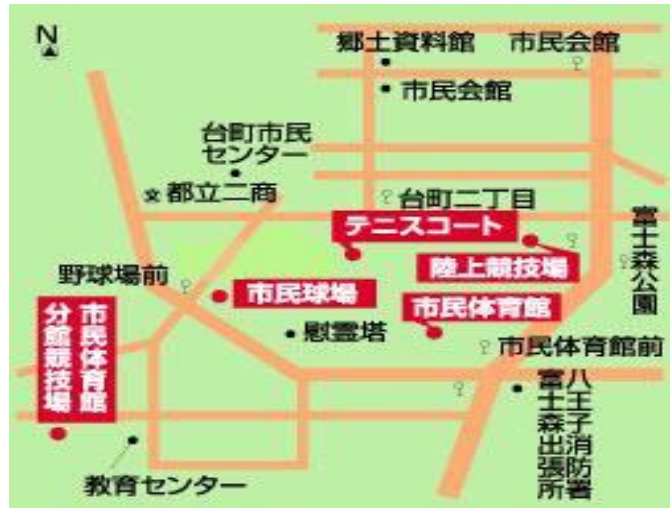 N
郷土資料館
市民会館
市民会館
台町市民
センター
文都立二商
台町二丁目
テニスコート
陸上競技場
富士森公園
野球場前
市民球場
市民体育館
市民体育館
分館競技場
慰霊塔
市民体育館前
八王子消防署
富士森出張所
教育センター